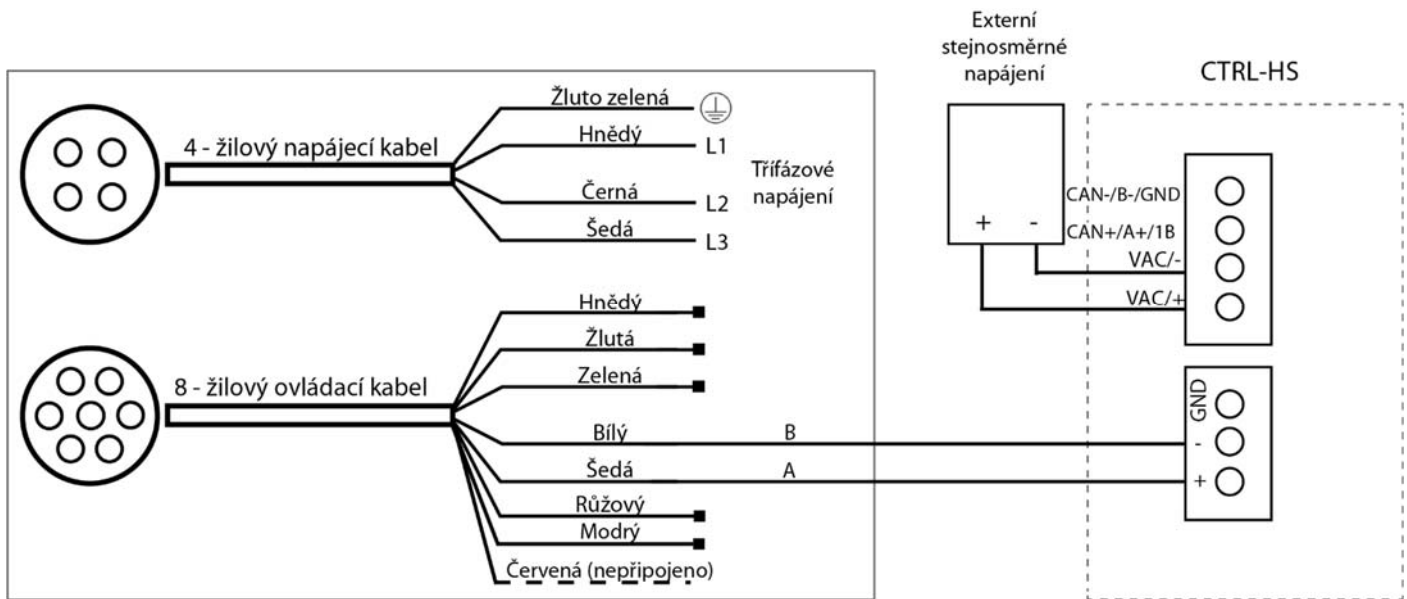 Externí
stejnosměrné
napájení
CTRL-HS
4 - žilový napájecí kabel
Žluto zelená
Hnědý
L1
Černá
L2
Šedá
L3
Třífázové
napájení
+ -
CAN-/B-/GND
CAN+/A+/1B
VAC/-
VAC/+
8 - žilový ovládací kabel
Hnědý
Žlutá
Zelená
Bílý
B
Šedá
A
Růžový
Modrý
Červená (nepřipojeno)
GND
-
+